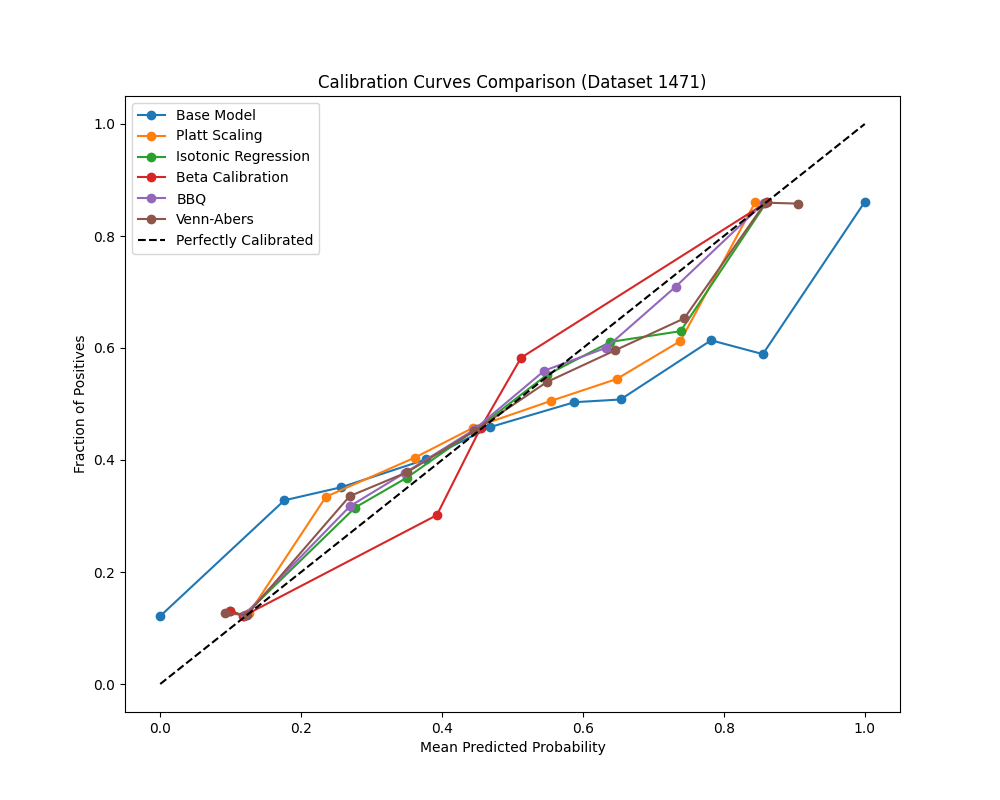 Calibration Curves Comparison (Dataset 1471)
Base Model
Platt Scaling
Isotonic Regression
Beta Calibration
BBQ
Venn-Abers
Perfectly Calibrated
Fraction of Positives
1.0
0.8
0.6
0.4
0.2
0.0
0.0 0.2 0.4 0.6 0.8 1.0
Mean Predicted Probability